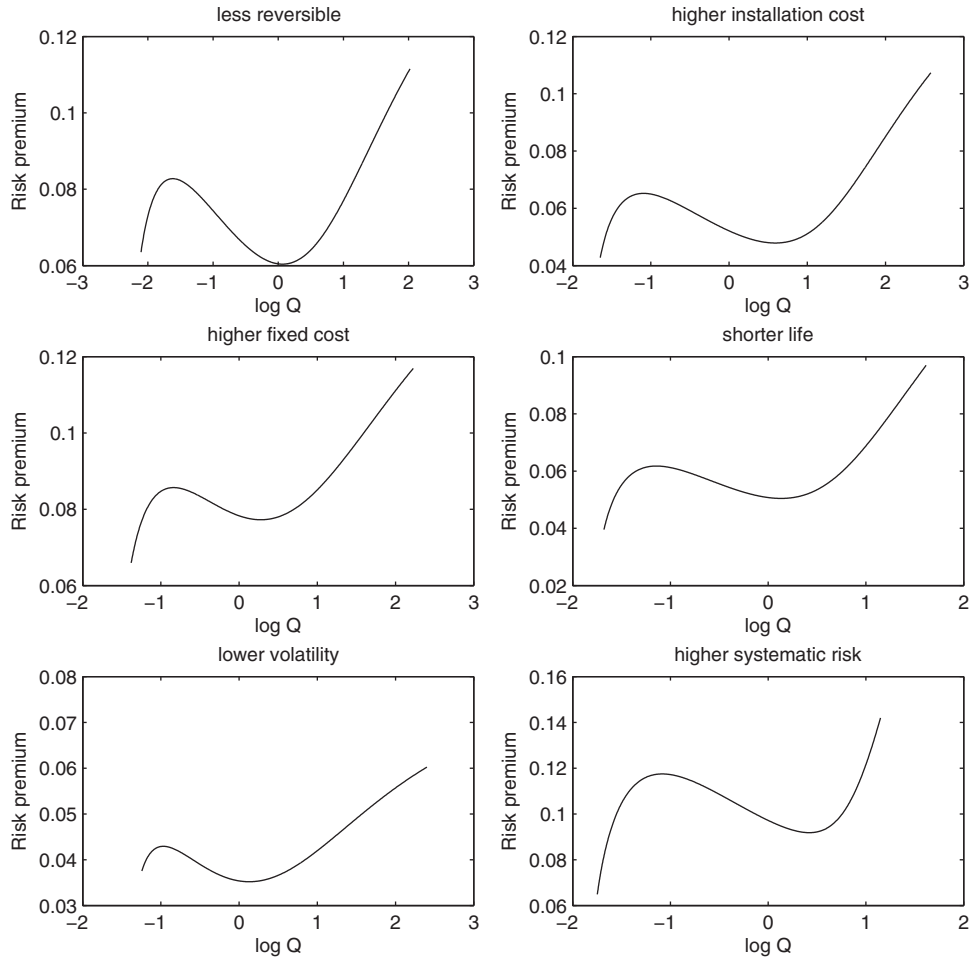 less reversible
0.12
0.1
0.08
0.06
Risk premium
−3 −2 −1 0 1 2 3
log Q
higher installation cost
0.12
0.1
0.08
0.06
0.04
Risk premium
−2 −1 0 1 2 3
log Q
higher fixed cost
0.12
0.1
0.08
0.06
Risk premium
−2 −1 0 1 2 3
log Q
shorter life
0.1
0.08
0.06
0.04
0.02
Risk premium
−2 −1 0 1 2
log Q
lower volatility
0.08
0.07
0.06
0.05
0.04
0.03
Risk premium
−2 −1 0 1 2 3
log Q
higher systematic risk
0.16
0.14
0.12
0.1
0.08
0.06
Risk premium
−2 −1 0 1 2
log Q